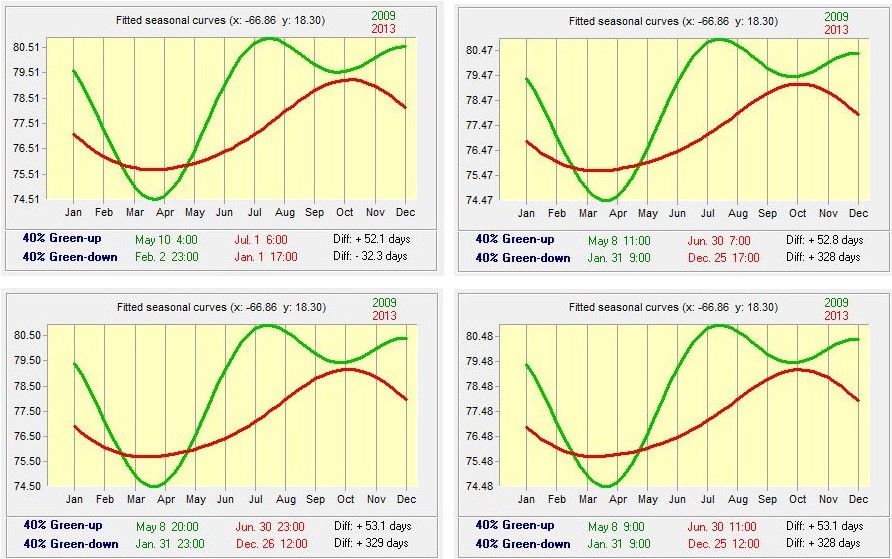 Fitted seasonal curves (x: -66.86 y: 18.30)
2009
2013
80.51
79.51
78.51
77.51
76.51
75.51
74.51
Jan Feb Mar Apr May Jun Jul Aug Sep Oct Nov Dec
40% Green-up May 10 4:00 Jul. 1 6:00 Diff: + 52.1 days
40% Green-down Feb. 2 23:00 Jan. 1 17:00 Diff: - 32.3 days
Fitted seasonal curves (x: -66.86 y: 18.30)
2009
2013
80.47
79.47
78.47
77.47
76.47
75.47
74.47
Jan Feb Mar Apr May Jun Jul Aug Sep Oct Nov Dec
40% Green-up May 8 11:00 Jun. 30 7:00 Diff: + 52.8 days
40% Green-down Jan. 31 9:00 Dec. 25 17:00 Diff: + 328 days
Fitted seasonal curves (x: -66.86 y: 18.30)
2009
2013
80.50
79.50
78.50
77.50
76.50
75.50
74.50
Jan Feb Mar Apr May Jun Jul Aug Sep Oct Nov Dec
40% Green-up May 8 20:00 Jun. 30 23:00 Diff: + 53.1 days
40% Green-down Jan. 31 23:00 Dec. 26 12:00 Diff: + 329 days
Fitted seasonal curves (x: -66.86 y: 18.30)
2009
2013
80.48
79.48
78.48
77.48
76.48
75.48
74.48
Jan Feb Mar Apr May Jun Jul Aug Sep Oct Nov Dec
40% Green-up May 8 9:00 Jun. 30 11:00 Diff: + 53.1 days
40% Green-down Jan. 31 9:00 Dec. 25 12:00 Diff: + 328 days